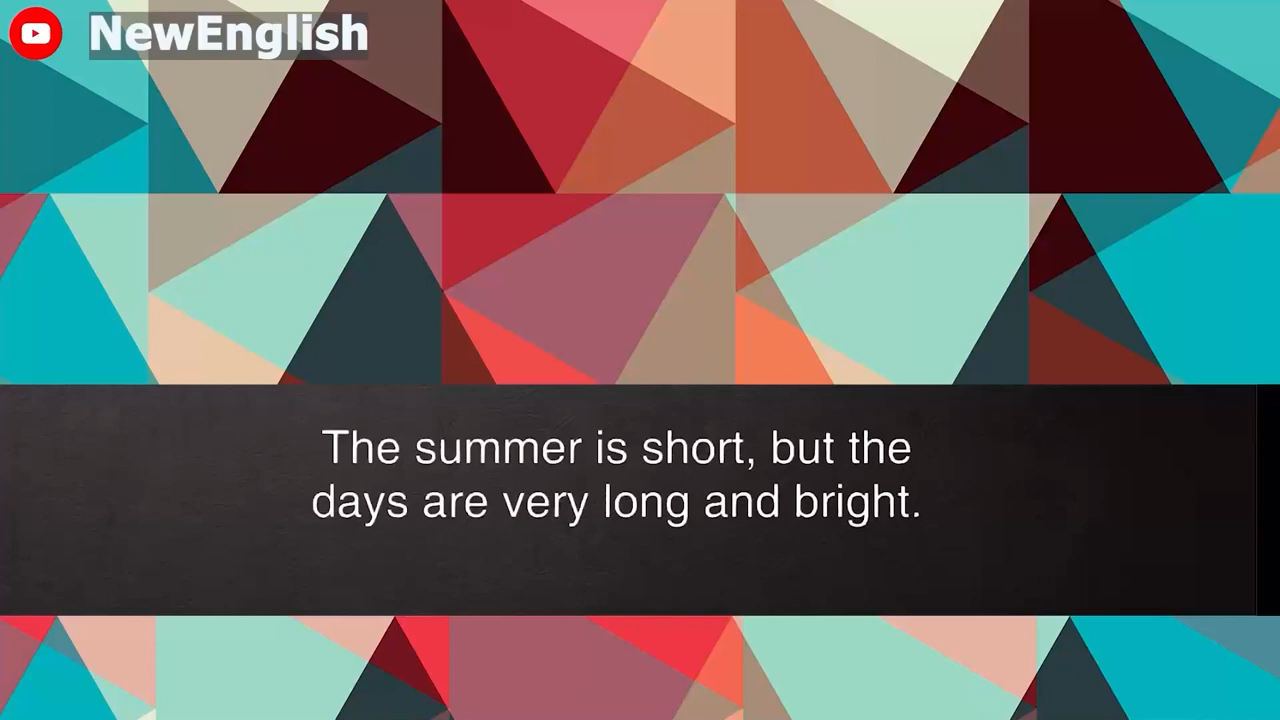 NewEnglish
The summer is short, but the
days are very long and bright.